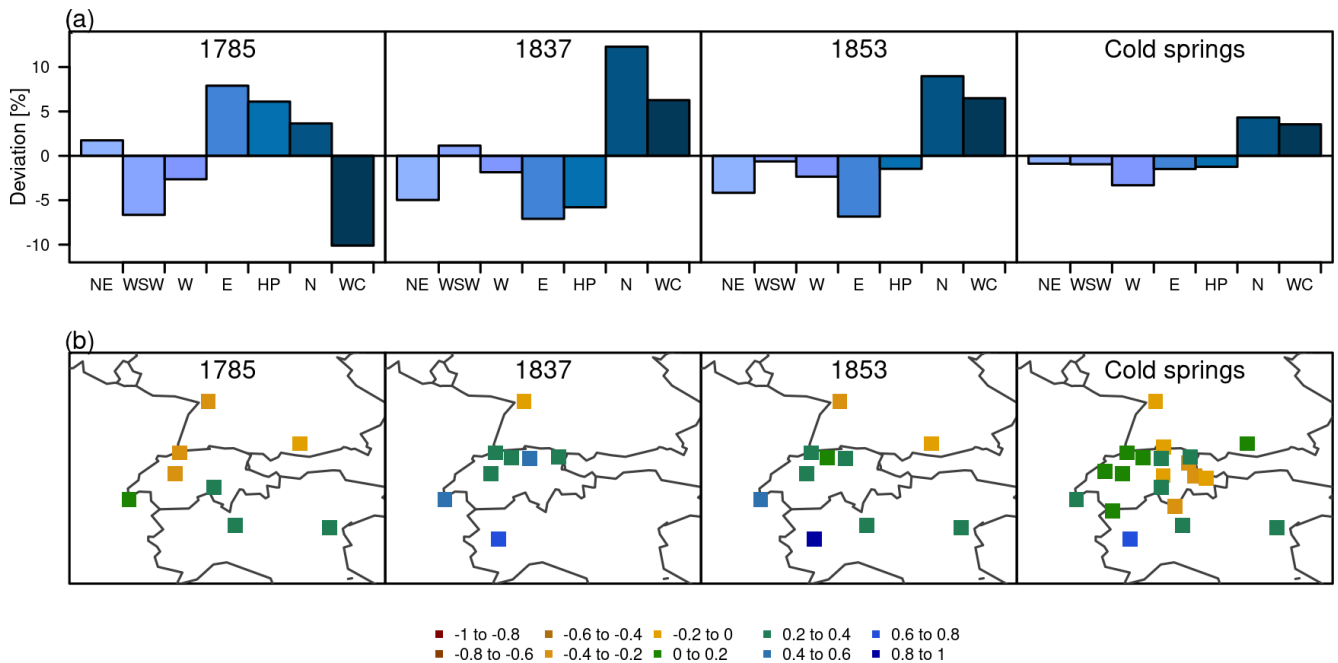 (a)
1785 1837 1853 Cold springs
Deviation [%]
10
5
0
-5
-10
NE WSW W E HP N WC NE WSW W E HP N WC NE WSW W E HP N WC NE WSW W E HP N WC
(b)
1785 1837 1853 Cold springs
-1 to -0.8 -0.6 to -0.4 -0.2 to 0 0.2 to 0.4 0.6 to 0.8
-0.8 to -0.6 -0.4 to -0.2 0 to 0.2 0.4 to 0.6 0.8 to 1